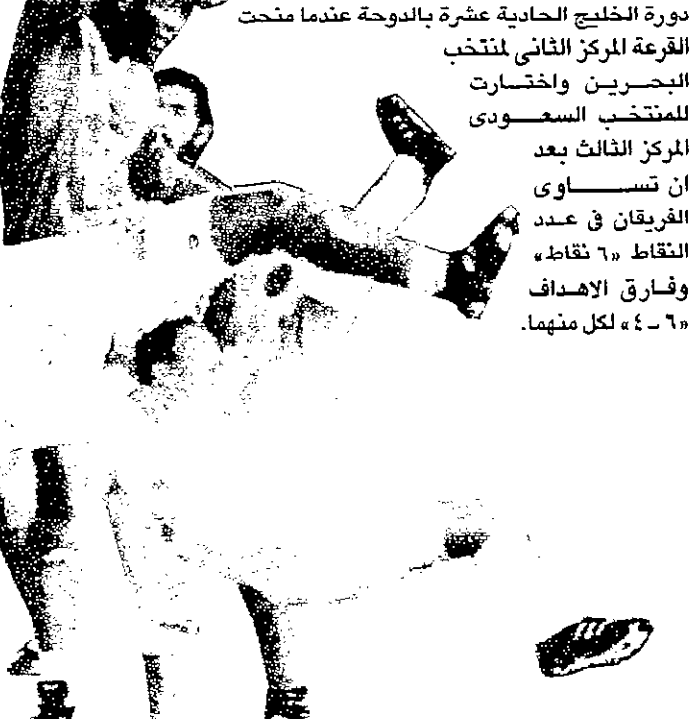 دورة الخليج الحادية عشرة بالدوحة عندما منحت
القرعة المركز الثانى لمنتخب
البحرين واختارت
للمنتخب السعودى
المركز الثالث بعد
ان تساوى
الفريقان فى عدد
النقاط «٦ نقاط»
وفارق الاهداف
«٦ ـ ٤» لكل منهما.